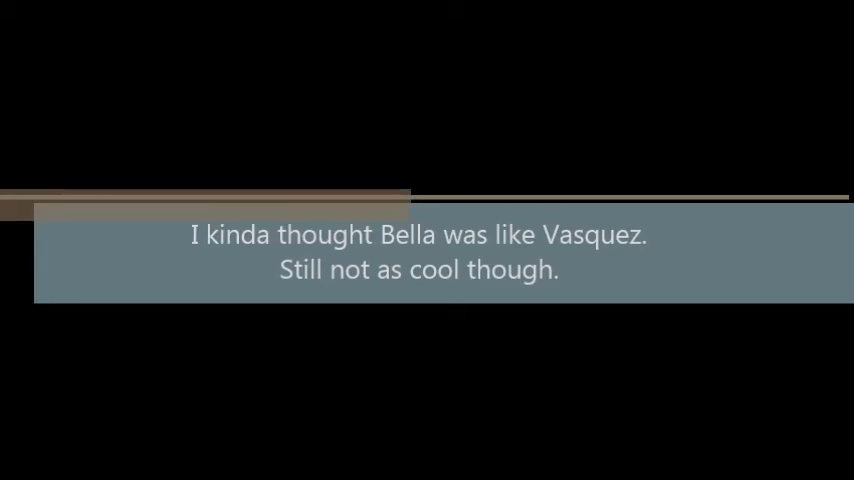 I kinda thought Bella was like Vasquez.
Still not as cool though.